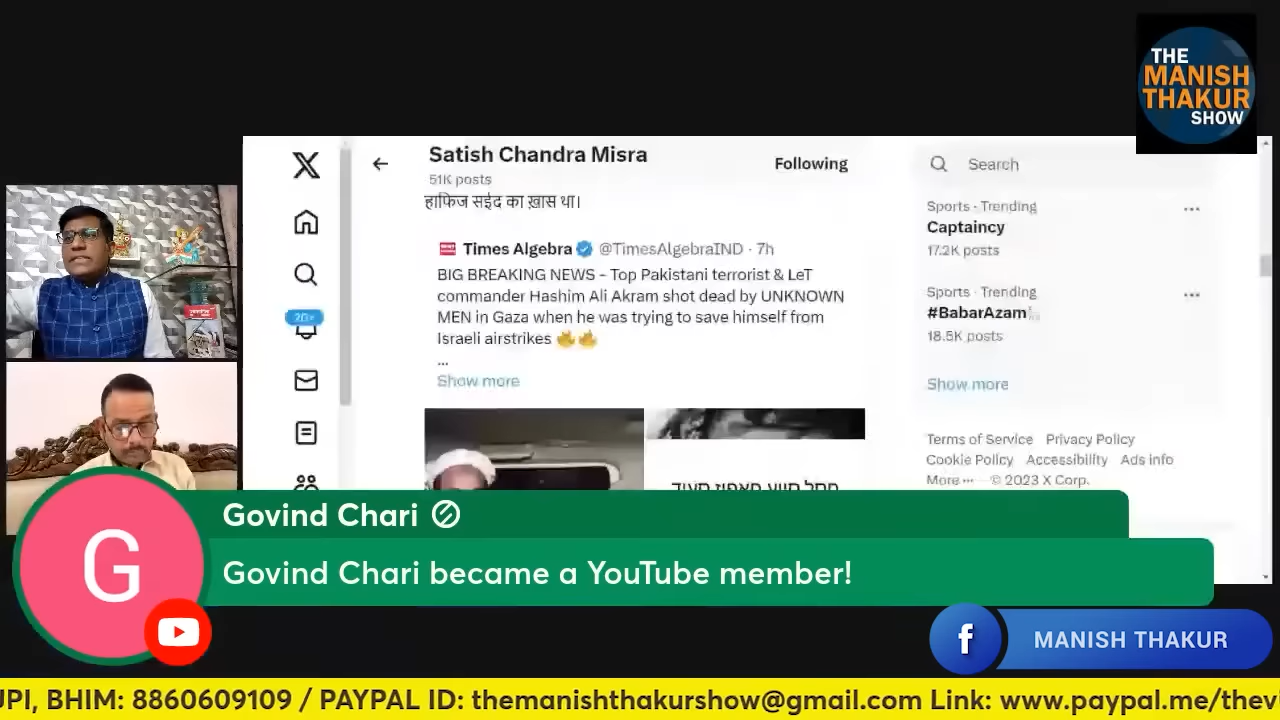 THE
MANISH
THAKUR
SHOW
Satish Chandra Misra
51K posts
Following
Search
हाफिज सईद का ख़ास था।
Times Algebra @TimesAlgebraIND · 7h
BIG BREAKING NEWS - Top Pakistani terrorist & LeT
commander Hashim Ali Akram shot dead by UNKNOWN
MEN in Gaza when he was trying to save himself from
Israeli airstrikes 🔥🔥
...
Show more
Sports · Trending
Captaincy
17.2K posts
Sports · Trending
#BabarAzam
18.5K posts
Show more
Terms of Service Privacy Policy
Cookie Policy Accessibility Ads info
More ··· © 2023 X Corp.
20+
G
Govind Chari
Govind Chari became a YouTube member!
f MANISH THAKUR
UPI, BHIM: 8860609109 / PAYPAL ID: themanishthakurshow@gmail.com Link: www.paypal.me/thevi